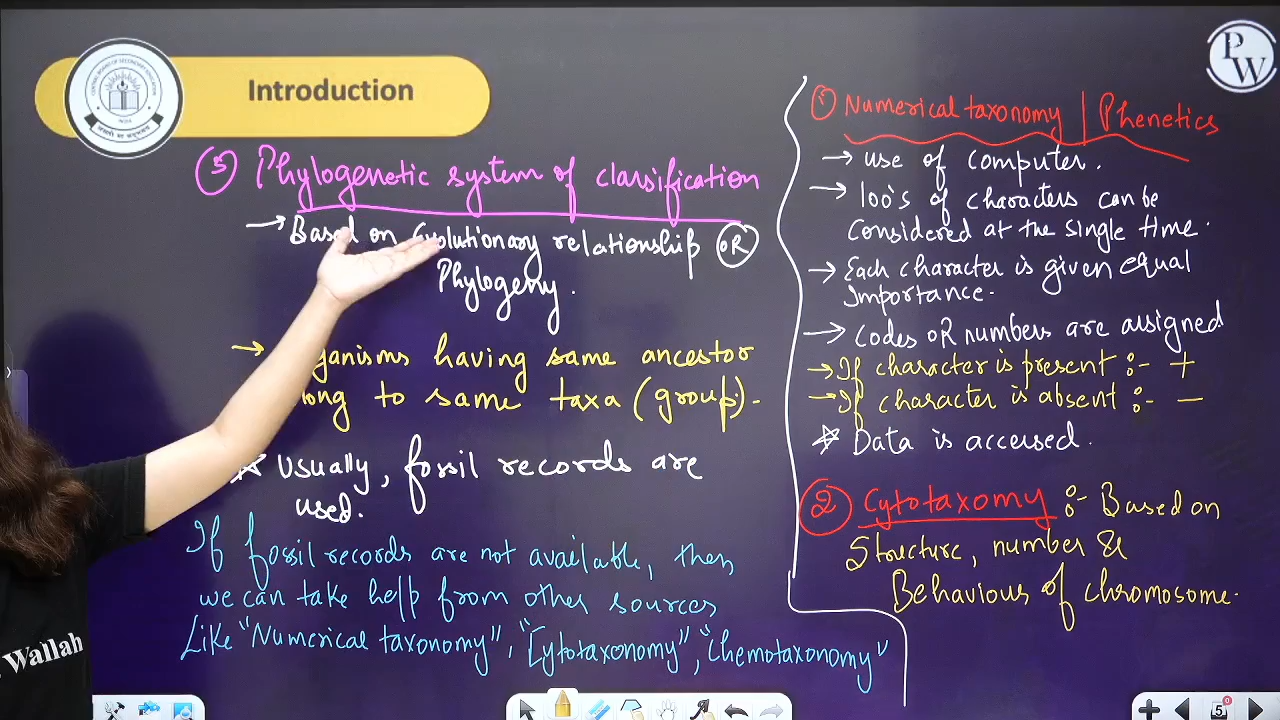 Introduction
PW
⑤ Phylogenetic system of classification
→ Based on Evolutionary relationship OR
Phylogeny.
→ organisms having same ancestor
long to same taxa (group).
☆ Usually, fossil records are
used.
If fossil records are not available, then
we can take help from other sources
Like "Numerical taxonomy", "Cytotaxonomy", "Chemotaxonomy"
① Numerical taxonomy | Phenetics
→ use of computer.
→ 100's of characters can be
Considered at the single time.
→ Each character is given equal
Importance.
→ codes OR numbers are assigned
→ If character is present :- +
→ If character is absent :- −
☆ Data is accessed.
② Cytotaxomy :- Based on
Structure, number &
Behaviour of chromosome.
Wallah
5